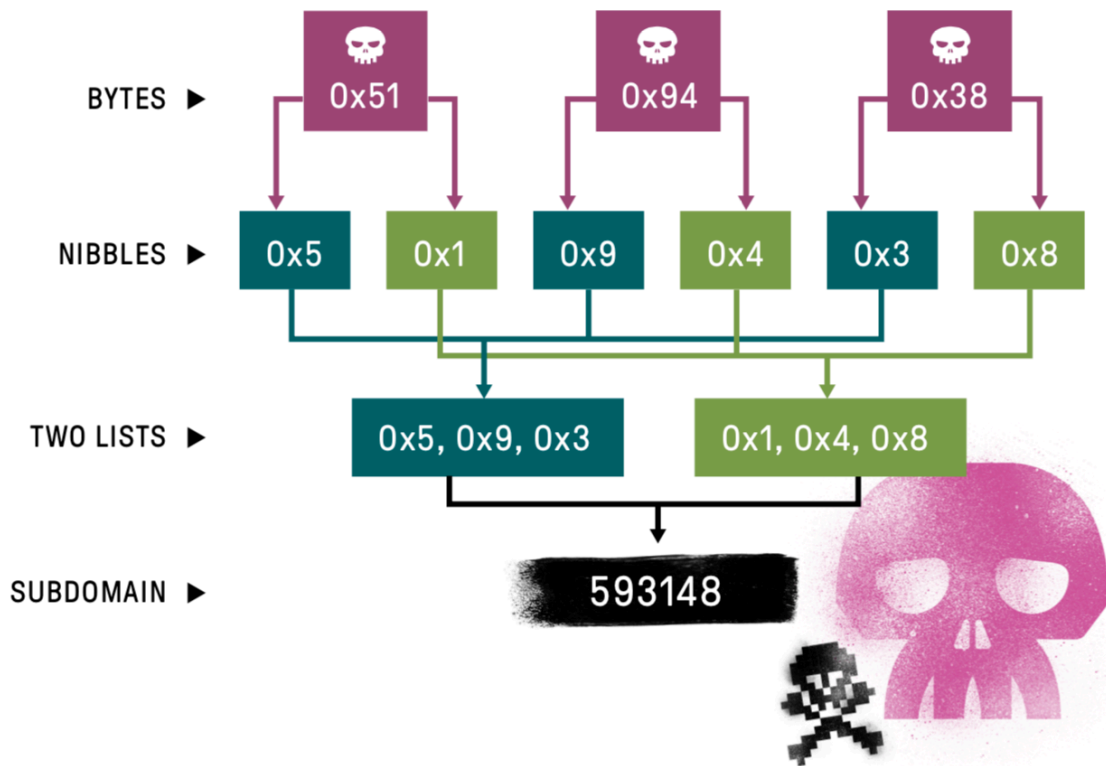 BYTES ▶ 0x51 0x94 0x38
NIBBLES ▶ 0x5 0x1 0x9 0x4 0x3 0x8
TWO LISTS ▶ 0x5, 0x9, 0x3 0x1, 0x4, 0x8
SUBDOMAIN ▶ 593148